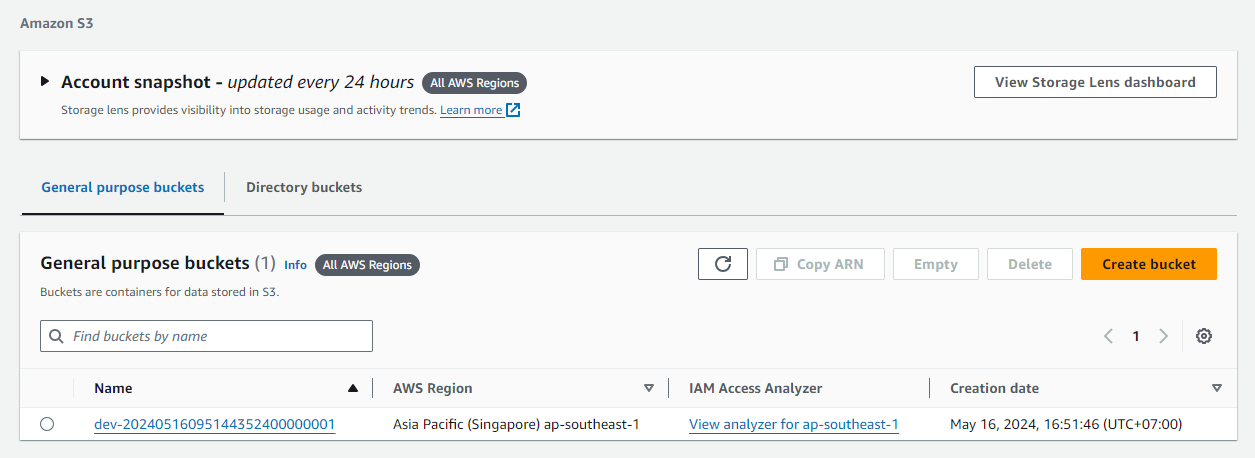 Amazon S3
Account snapshot - updated every 24 hours All AWS Regions View Storage Lens dashboard
Storage lens provides visibility into storage usage and activity trends. Learn more
General purpose buckets Directory buckets
General purpose buckets (1) Info All AWS Regions Copy ARN Empty Delete Create bucket
Buckets are containers for data stored in S3.
Find buckets by name 1
Name AWS Region IAM Access Analyzer Creation date
dev-20240516095144352400000001 Asia Pacific (Singapore) ap-southeast-1 View analyzer for ap-southeast-1 May 16, 2024, 16:51:46 (UTC+07:00)